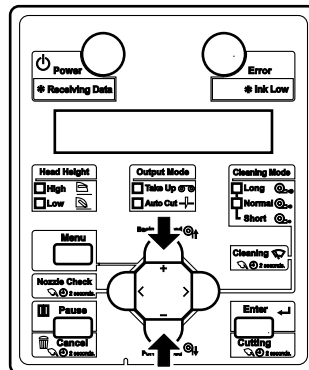 Power
Error
* Receiving Data
* Ink Low
Head Height
High
Low
Output Mode
Take Up
Auto Cut
Cleaning Mode
Long
Normal
Short
Menu
Cleaning
2 seconds.
Nozzle Check
2 seconds.
+
< >
−
Pause
Cancel
2 seconds.
Enter
Cutting
2 seconds.